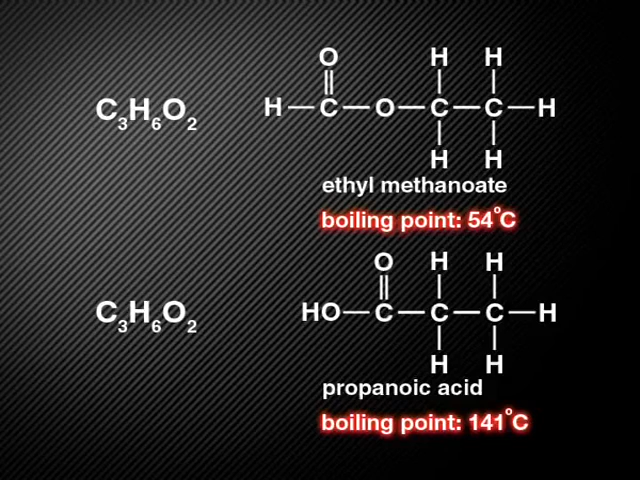 O H H
C₃H₆O₂ H—C—O—C—C—H
H H
ethyl methanoate
boiling point: 54°C
O H H
C₃H₆O₂ HO—C—C—C—H
H H
propanoic acid
boiling point: 141°C